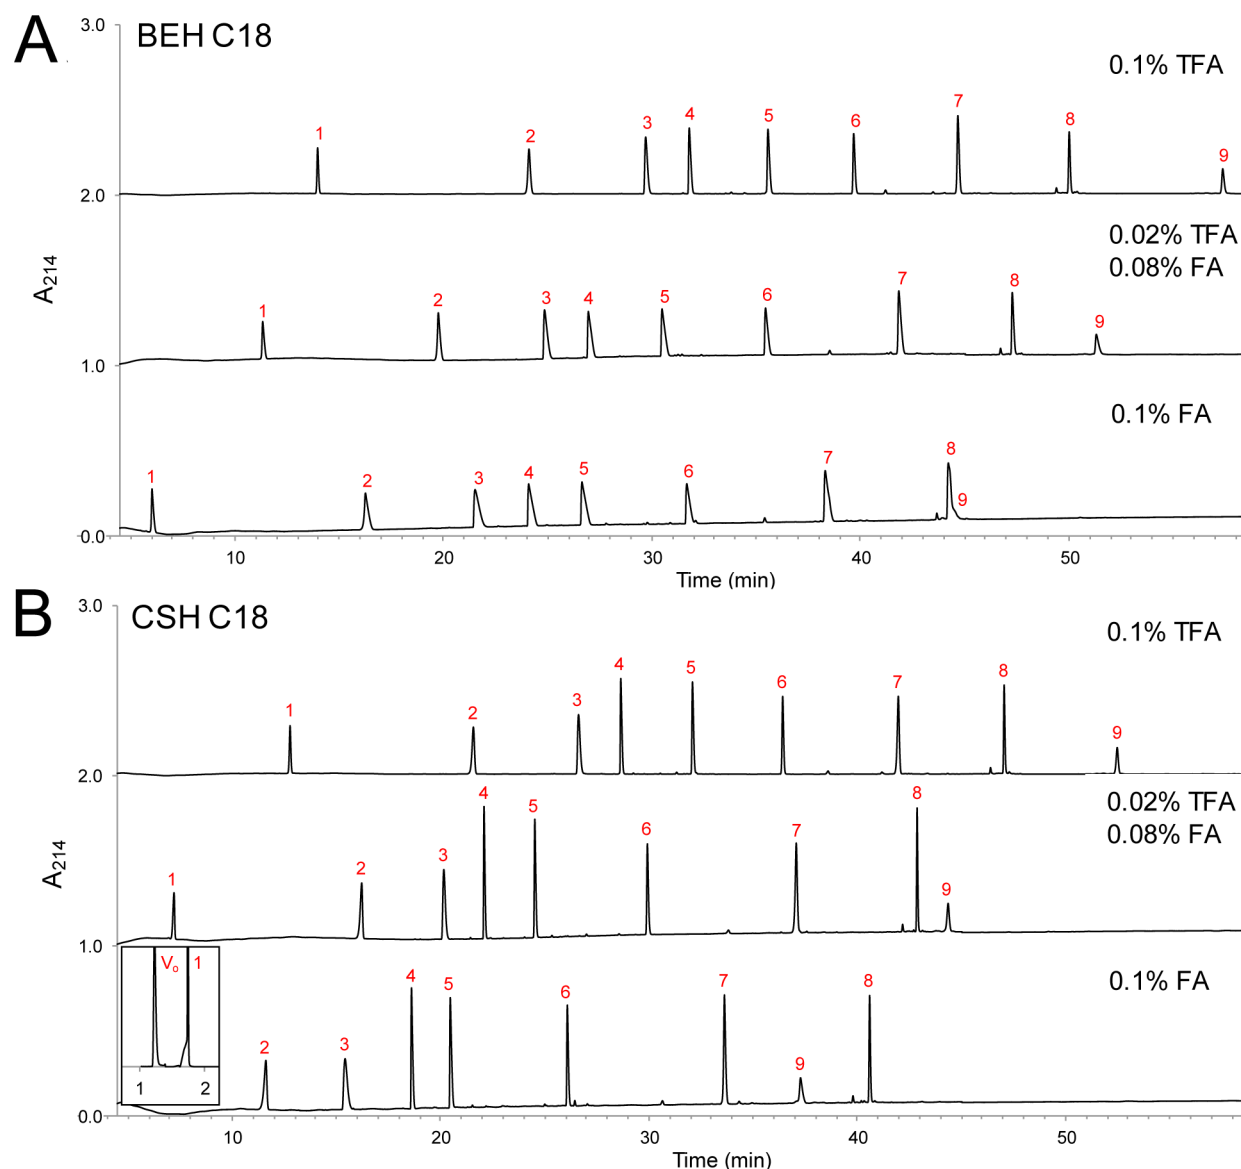 A
BEH C18
3.0
0.1% TFA
1 2 3 4 5 6 7 8 9
2.0
0.02% TFA
0.08% FA
1 2 3 4 5 6 7 8 9
A214
1.0
0.1% FA
1 2 3 4 5 6 7 8 9
0.0
10 20 30 40 50
Time (min)
B
CSH C18
3.0
0.1% TFA
1 2 3 4 5 6 7 8 9
2.0
0.02% TFA
0.08% FA
1 2 3 4 5 6 7 8 9
A214
1.0
Vo 1
0.1% FA
2 3 4 5 6 7 9 8
1 2
0.0
10 20 30 40 50
Time (min)